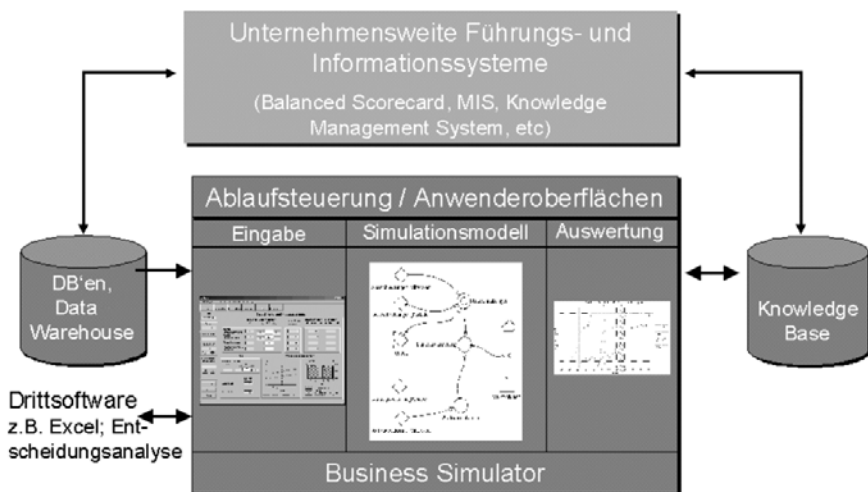 Unternehmensweite Führungs- und
Informationssysteme
(Balanced Scorecard, MIS, Knowledge
Management System, etc)
Ablaufsteuerung / Anwenderoberflächen
Eingabe
Simulationsmodell
Auswertung
DB'en,
Data
Warehouse
Knowledge
Base
Drittsoftware
z.B. Excel; Ent-
scheidungsanalyse
Business Simulator